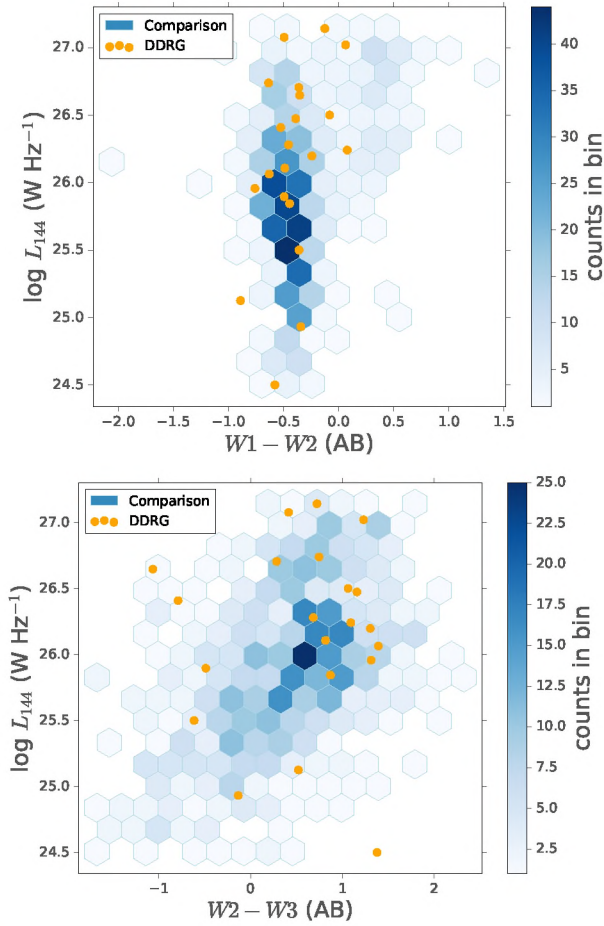 Comparison
DDRG
27.0
26.5
26.0
25.5
25.0
24.5
log L144 (W Hz−1)
−2.0 −1.5 −1.0 −0.5 0.0 0.5 1.0 1.5
W1 − W2 (AB)
40
35
30
25
20
15
10
5
counts in bin
Comparison
DDRG
27.0
26.5
26.0
25.5
25.0
24.5
log L144 (W Hz−1)
−1 0 1 2
W2 − W3 (AB)
25.0
22.5
20.0
17.5
15.0
12.5
10.0
7.5
5.0
2.5
counts in bin